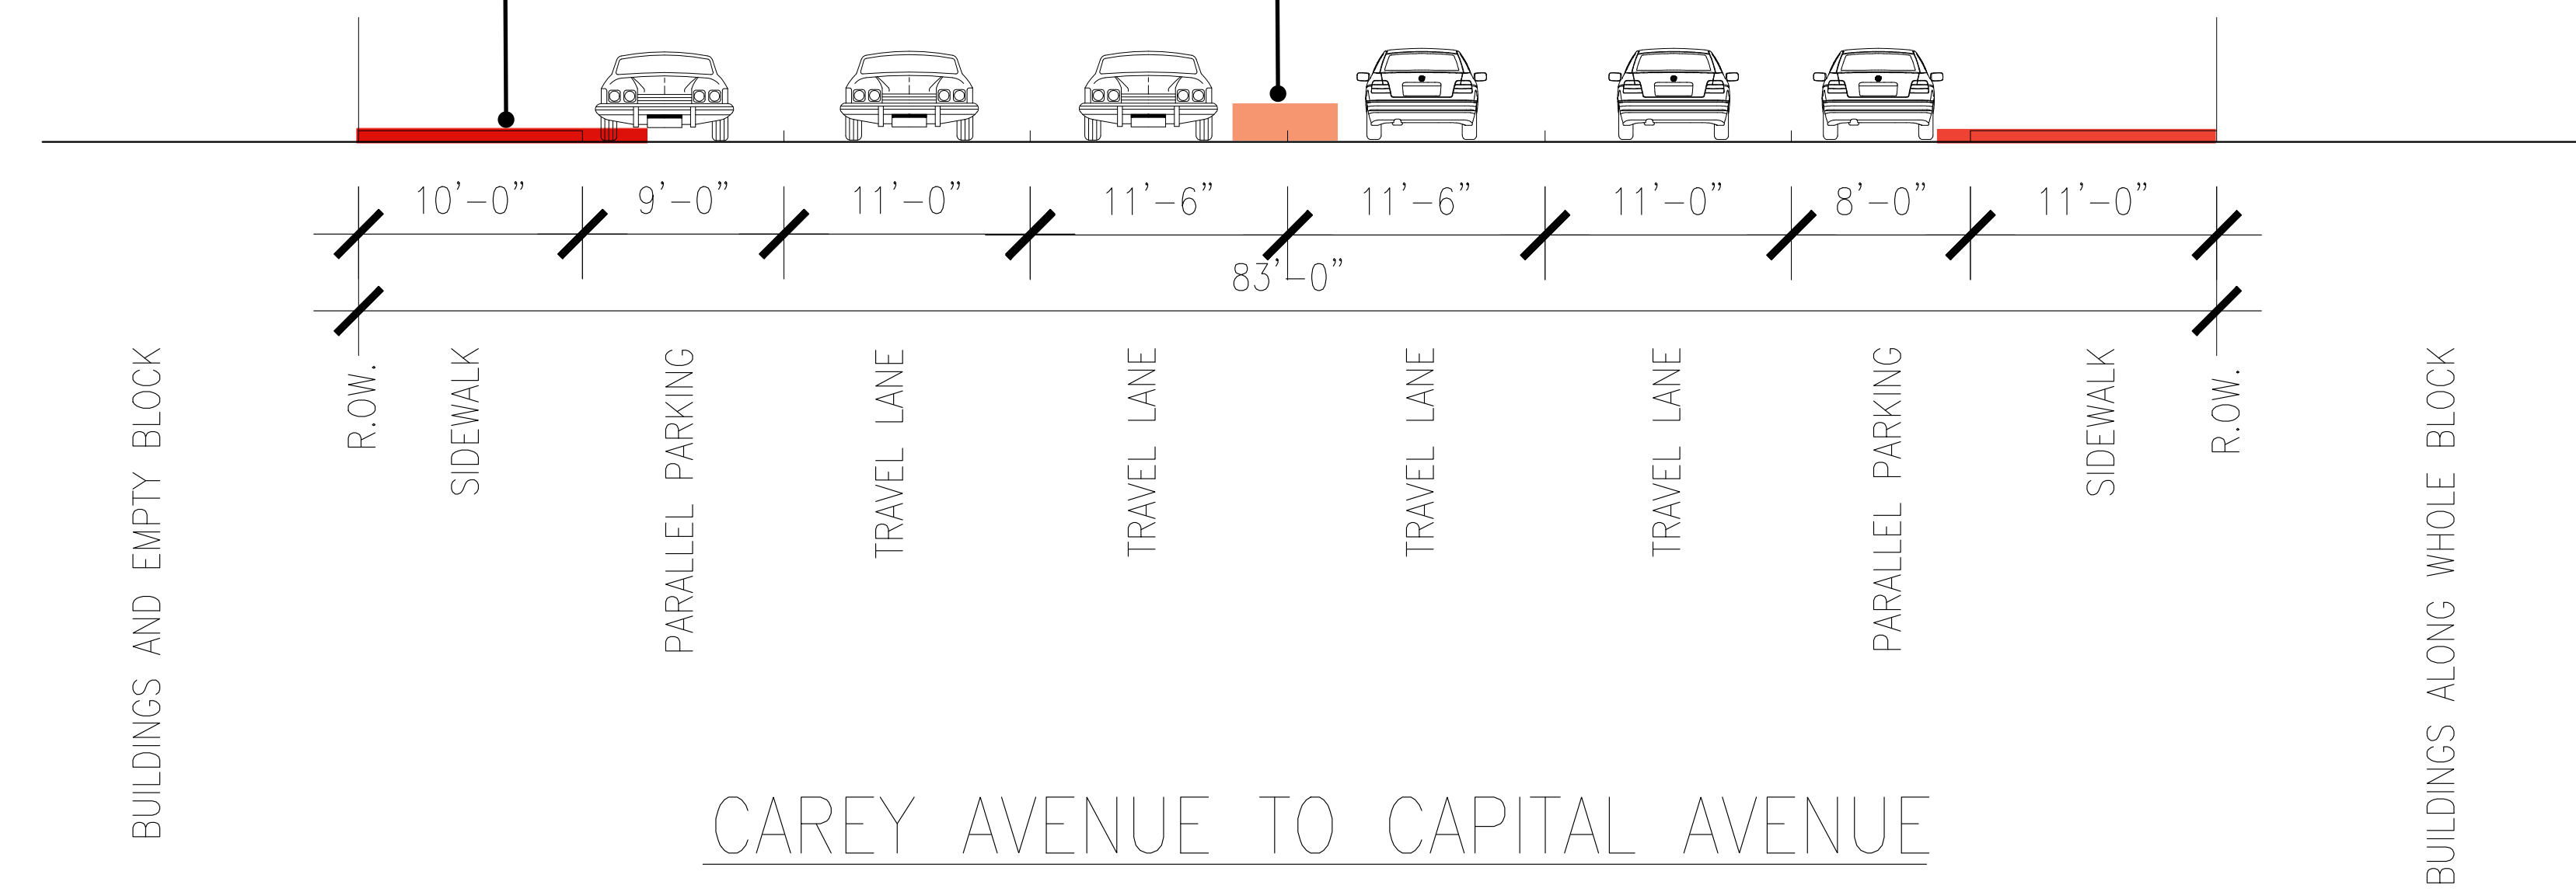 10'-0" 9'-0" 11'-0" 11'-6" 11'-6" 11'-0" 8'-0" 11'-0"
83'-0"
BUILDINGS AND EMPTY BLOCK
R.OW.
SIDEWALK
PARALLEL PARKING
TRAVEL LANE
TRAVEL LANE
TRAVEL LANE
TRAVEL LANE
PARALLEL PARKING
SIDEWALK
R.OW.
BUILDINGS ALONG WHOLE BLOCK
CAREY AVENUE TO CAPITAL AVENUE